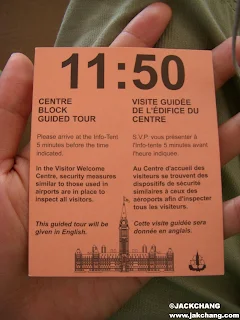 11:50
CENTRE
BLOCK
GUIDED TOUR
Please arrive at the Info-Tent
5 minutes before the time
indicated.
In the Visitor Welcome
Centre, security measures
similar to those used in
airports are in place to
inspect all visitors.
This guided tour will be
given in English.
VISITE GUIDÉE
DE L'ÉDIFICE DU
CENTRE
S.V.P vous présenter à
l'Info-tente 5 minutes avant
l'heure indiquée.
Au Centre d'accueil des
visiteurs se trouvent des
dispositifs de sécurité
similaires à ceux des
aéroports afin d'inspecter
tous les visiteurs.
Cette visite guidée sera
donnée en anglais.
©JACKCHANG
www.jakchang.com